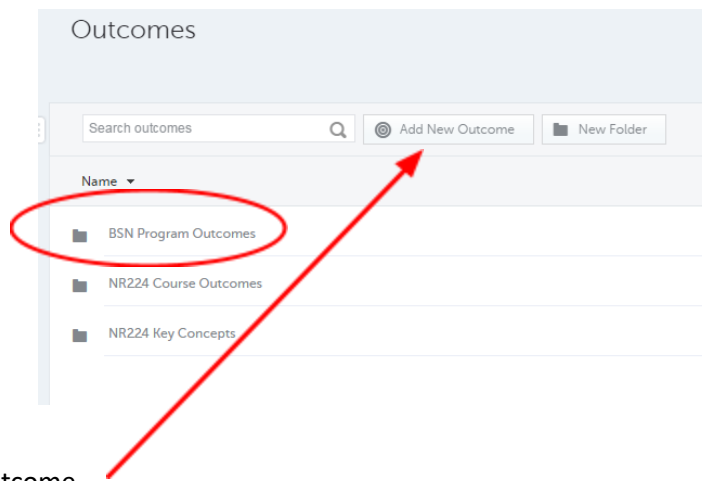 Outcomes
Search outcomes Add New Outcome New Folder
Name
BSN Program Outcomes
NR224 Course Outcomes
NR224 Key Concepts